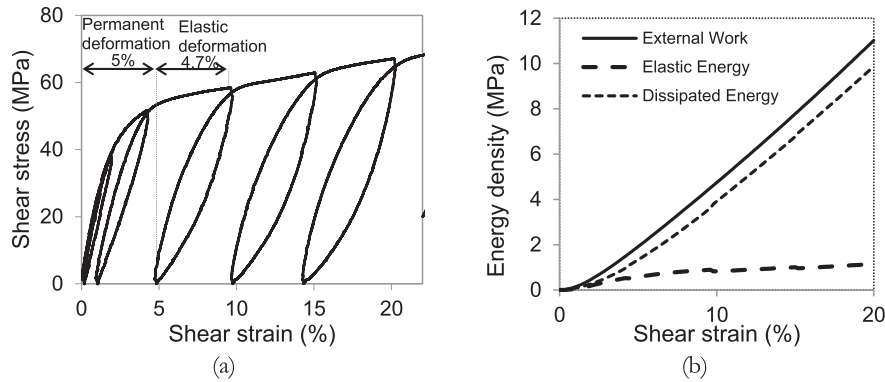 Permanent
deformation
5%
Elastic
deformation
4.7%
80
60
40
20
0
Shear stress (MPa)
0
5
10
15
20
Shear strain (%)
(a)
12
10
8
6
4
2
0
Energy density (MPa)
External Work
Elastic Energy
Dissipated Energy
0
10
20
Shear strain (%)
(b)